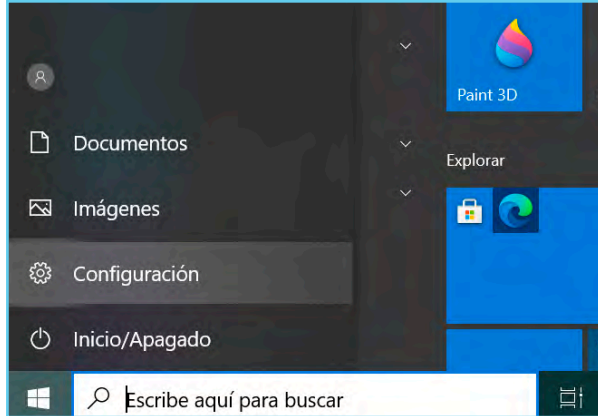 Paint 3D
Documentos
Explorar
Imágenes
Configuración
Inicio/Apagado
Escribe aquí para buscar